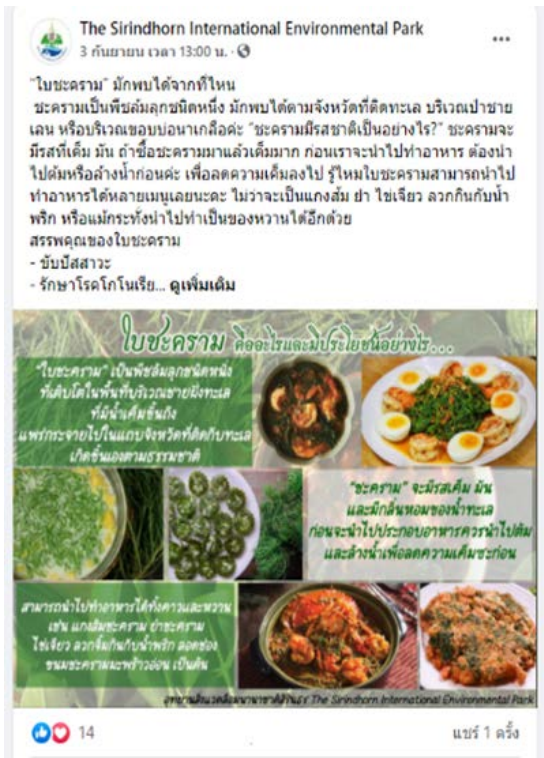 The Sirindhorn International Environmental Park
3 กันยายน เวลา 13:00 น. ·
“ใบชะคราม” มักพบได้จากที่ไหน
ชะครามเป็นพืชล้มลุกชนิดหนึ่ง มักพบได้ตามจังหวัดที่ติดทะเล บริเวณป่าชาย
เลน หรือบริเวณขอบบ่อนาเกลือค่ะ “ชะครามมีรสชาติเป็นอย่างไร?” ชะครามจะ
มีรสที่เค็ม มัน ถ้าซื้อชะครามมาแล้วเค็มมาก ก่อนเราจะนำไปทำอาหาร ต้องนำ
ไปต้มหรือล้างน้ำก่อนค่ะ เพื่อลดความเค็มลงไป รู้ไหมใบชะครามสามารถนำไป
ทำอาหารได้หลายเมนูเลยนะคะ ไม่ว่าจะเป็นแกงส้ม ยำ ไข่เจียว ลวกกินกับน้ำ
พริก หรือแม้กระทั่งนำไปทำเป็นของหวานได้อีกด้วย
สรรพคุณของใบชะคราม
- ขับปัสสาวะ
- รักษาโรคโกโนเรีย... ดูเพิ่มเติม
ใบชะคราม คืออะไรและมีประโยชน์อย่างไร...
“ใบชะคราม” เป็นพืชล้มลุกชนิดหนึ่ง
ที่เติบโตในพื้นที่บริเวณชายฝั่งทะเล
ที่มีน้ำเค็มขึ้นถึง
แพร่กระจายไปในแถบจังหวัดที่ติดกับทะเล
เกิดขึ้นเองตามธรรมชาติ
“ชะคราม” จะมีรสเค็ม มัน
และมีกลิ่นหอมของน้ำทะเล
ก่อนจะนำไปประกอบอาหารควรนำไปต้ม
และล้างน้ำเพื่อลดความเค็มซะก่อน
สามารถนำไปทำอาหารได้ทั้งคาวและหวาน
เช่น แกงส้มชะคราม ยำชะคราม
ไข่เจียว ลวกจิ้มกินกับน้ำพริก ลอดช่อง
ขนมชะครามมะพร้าวอ่อน เป็นต้น
อุทยานสิ่งแวดล้อมนานาชาติสิรินธร The Sirindhorn International Environmental Park
14
แชร์ 1 ครั้ง